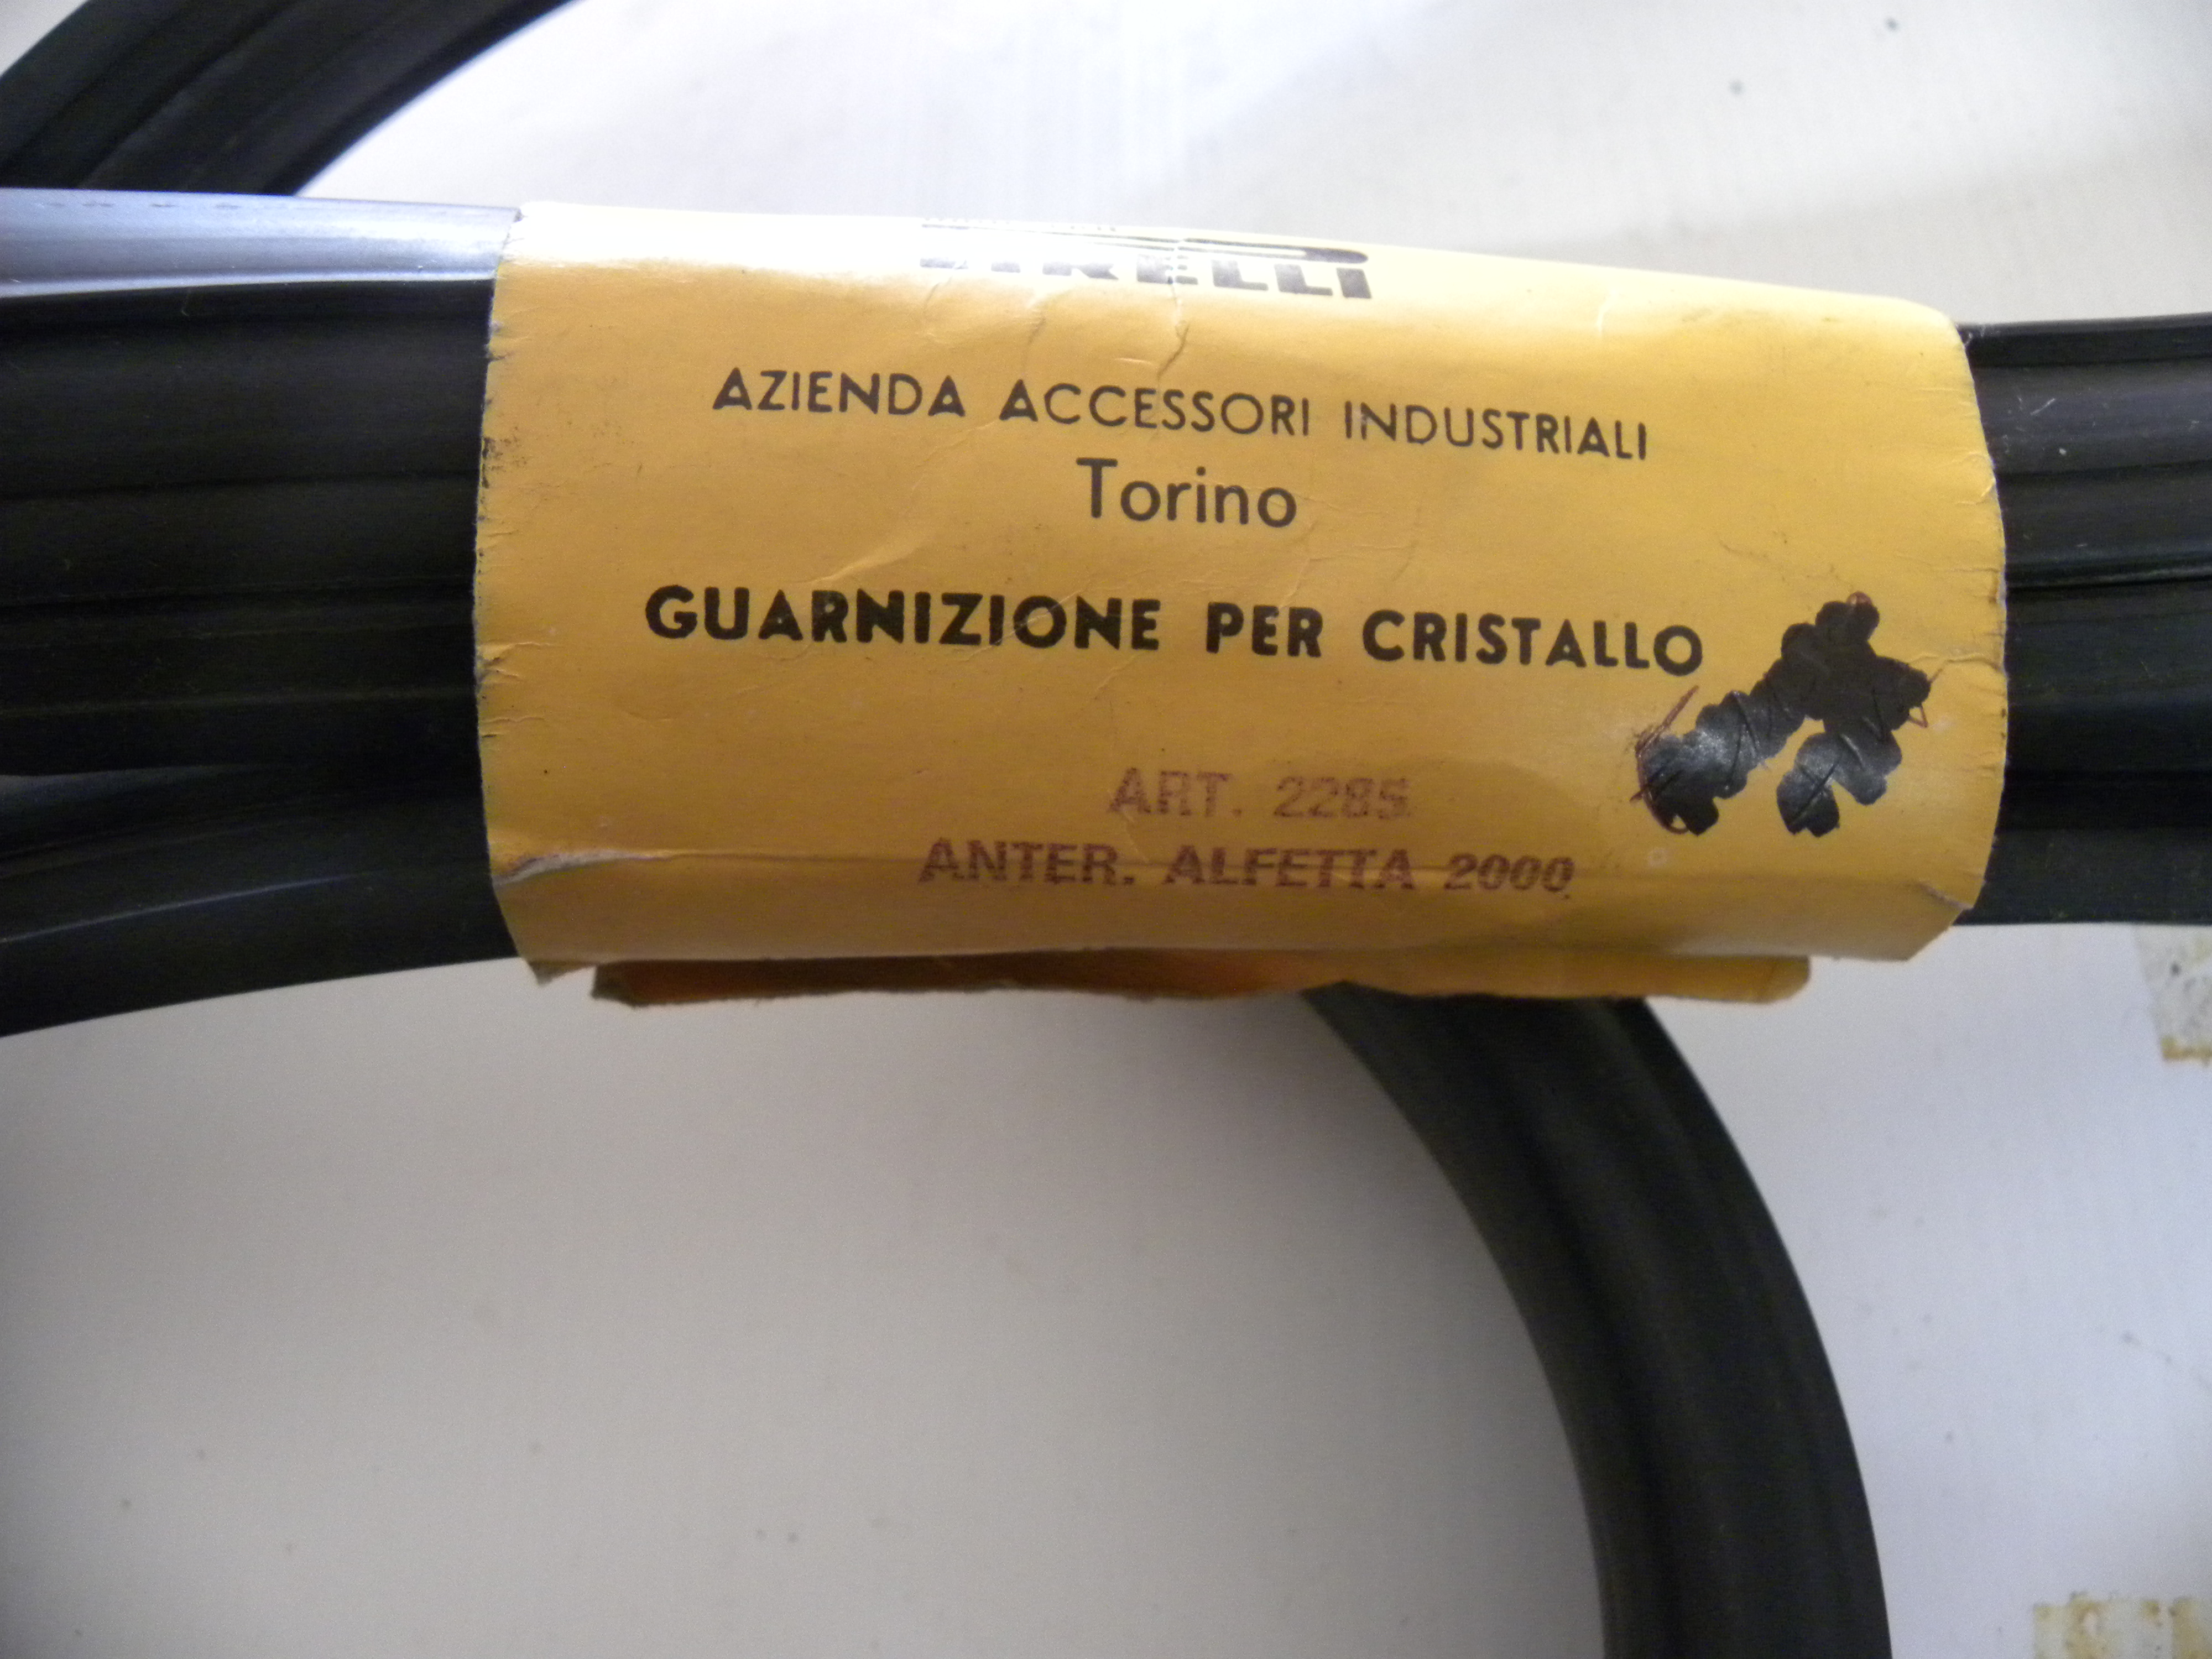 PIRELLI
AZIENDA ACCESSORI INDUSTRIALI
Torino
GUARNIZIONE PER CRISTALLO
ART. 2285
ANTER. ALFETTA 2000